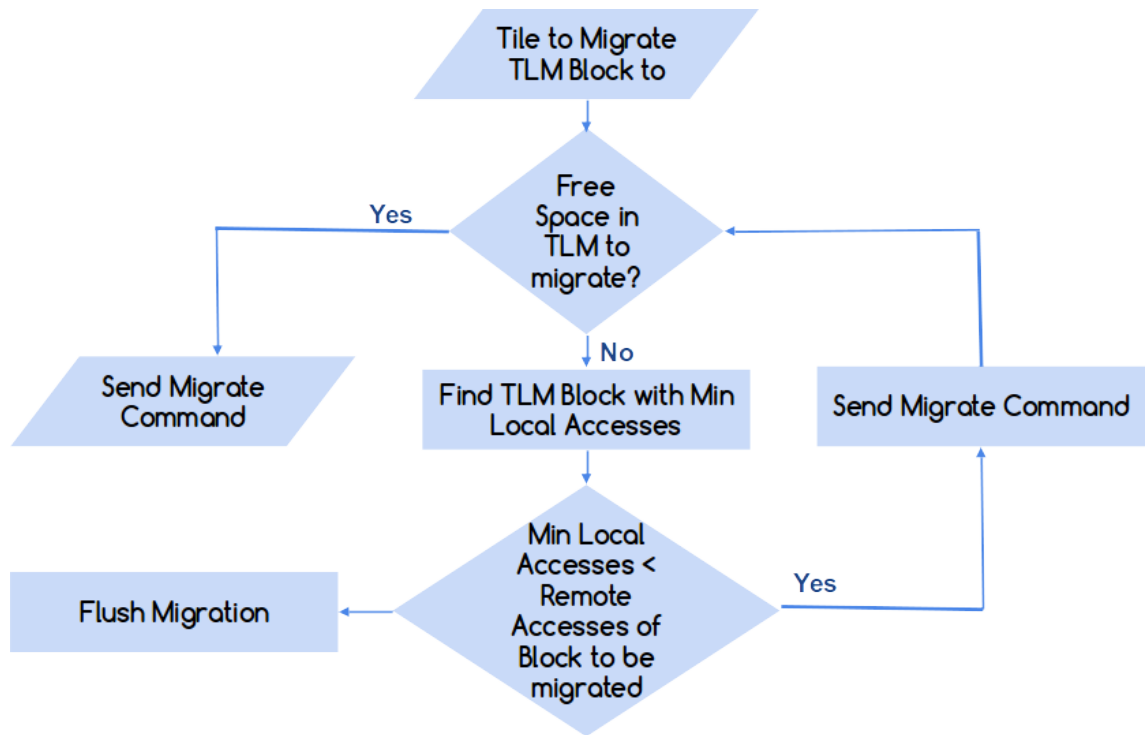 Tile to Migrate
TLM Block to
Free
Space in
TLM to
migrate?
Yes
No
Send Migrate
Command
Find TLM Block with Min
Local Accesses
Send Migrate Command
Min Local
Accesses <
Remote
Accesses of
Block to be
migrated
Yes
Flush Migration